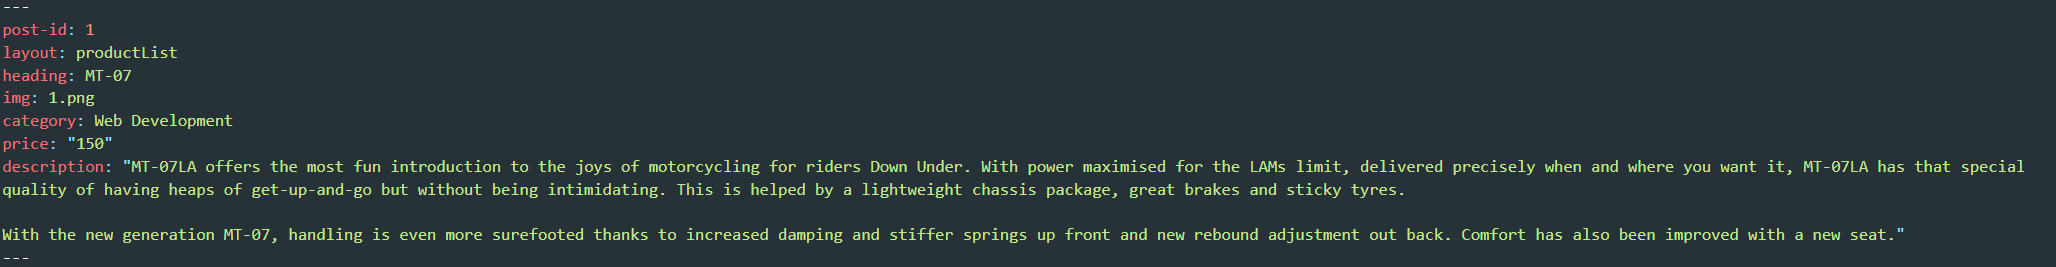 ---
post-id: 1
layout: productList
heading: MT-07
img: 1.png
category: Web Development
price: "150"
description: "MT-07LA offers the most fun introduction to the joys of motorcycling for riders Down Under. With power maximised for the LAMs limit, delivered precisely when and where you want it, MT-07LA has that special
quality of having heaps of get-up-and-go but without being intimidating. This is helped by a lightweight chassis package, great brakes and sticky tyres.

With the new generation MT-07, handling is even more surefooted thanks to increased damping and stiffer springs up front and new rebound adjustment out back. Comfort has also been improved with a new seat."
---